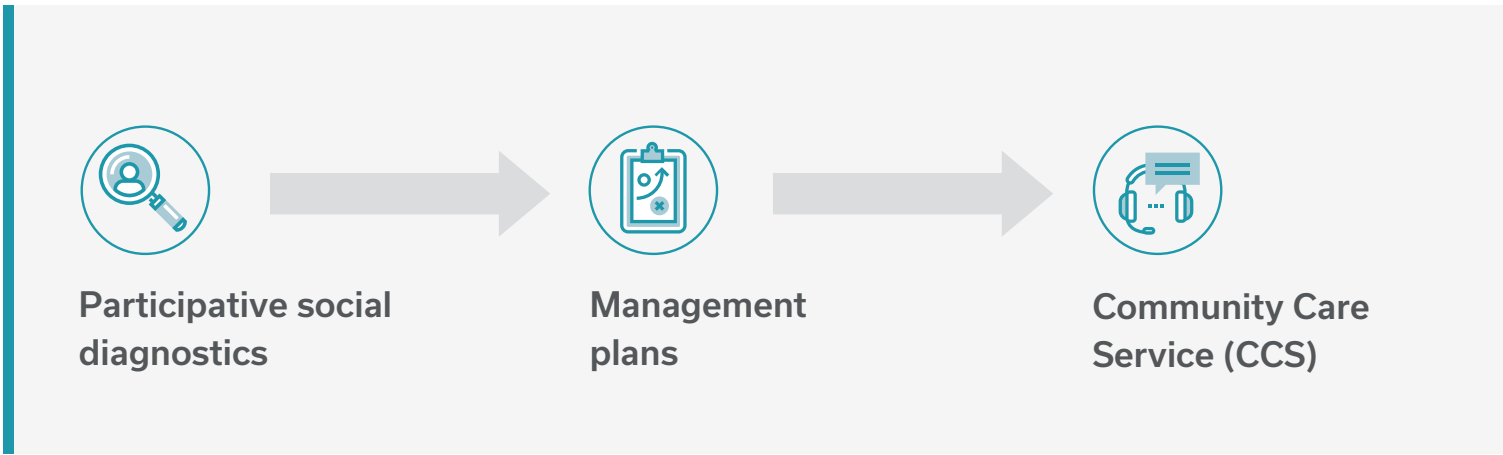 Participative social
diagnostics
Management
plans
Community Care
Service (CCS)